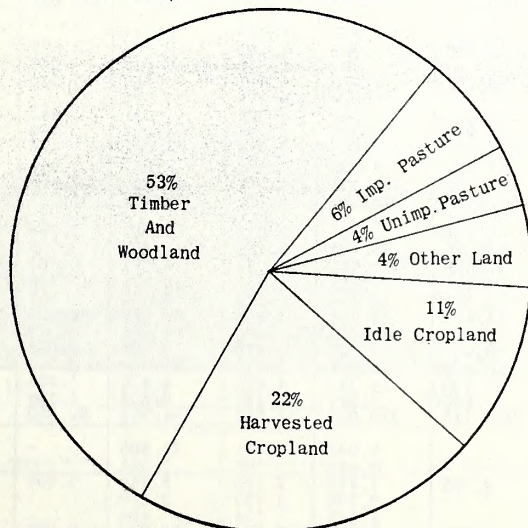 53%
Timber
And
Woodland
6% Imp. Pasture
4% Unimp. Pasture
4% Other Land
11%
Idle Cropland
22%
Harvested
Cropland